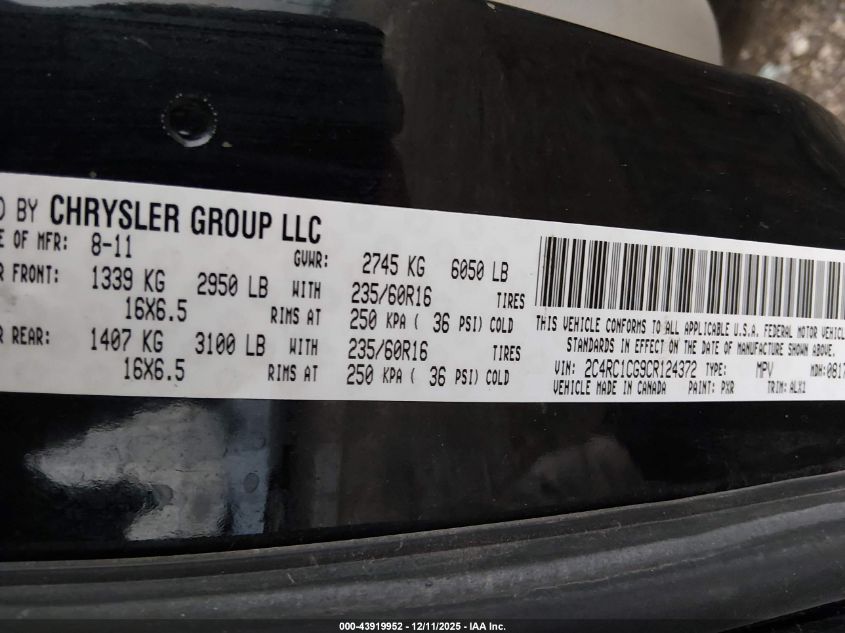 BY CHRYSLER GROUP LLC
OF MFR: 8-11 GVWR: 2745 KG 6050 LB
FRONT: 1339 KG 2950 LB WITH 235/60R16 TIRES
16X6.5 RIMS AT 250 KPA ( 36 PSI) COLD
REAR: 1407 KG 3100 LB WITH 235/60R16 TIRES
16X6.5 RIMS AT 250 KPA ( 36 PSI) COLD
THIS VEHICLE CONFORMS TO ALL APPLICABLE U.S.A. FEDERAL MOTOR
STANDARDS IN EFFECT ON THE DATE OF MANUFACTURE SHOWN ABOVE.
VIN: 2C4RC1CG9CR124372 TYPE: MPV MDH: 0817
VEHICLE MADE IN CANADA PAINT: PXR TRIM: ALX1
000-43919952 - 12/11/2025 - IAA Inc.